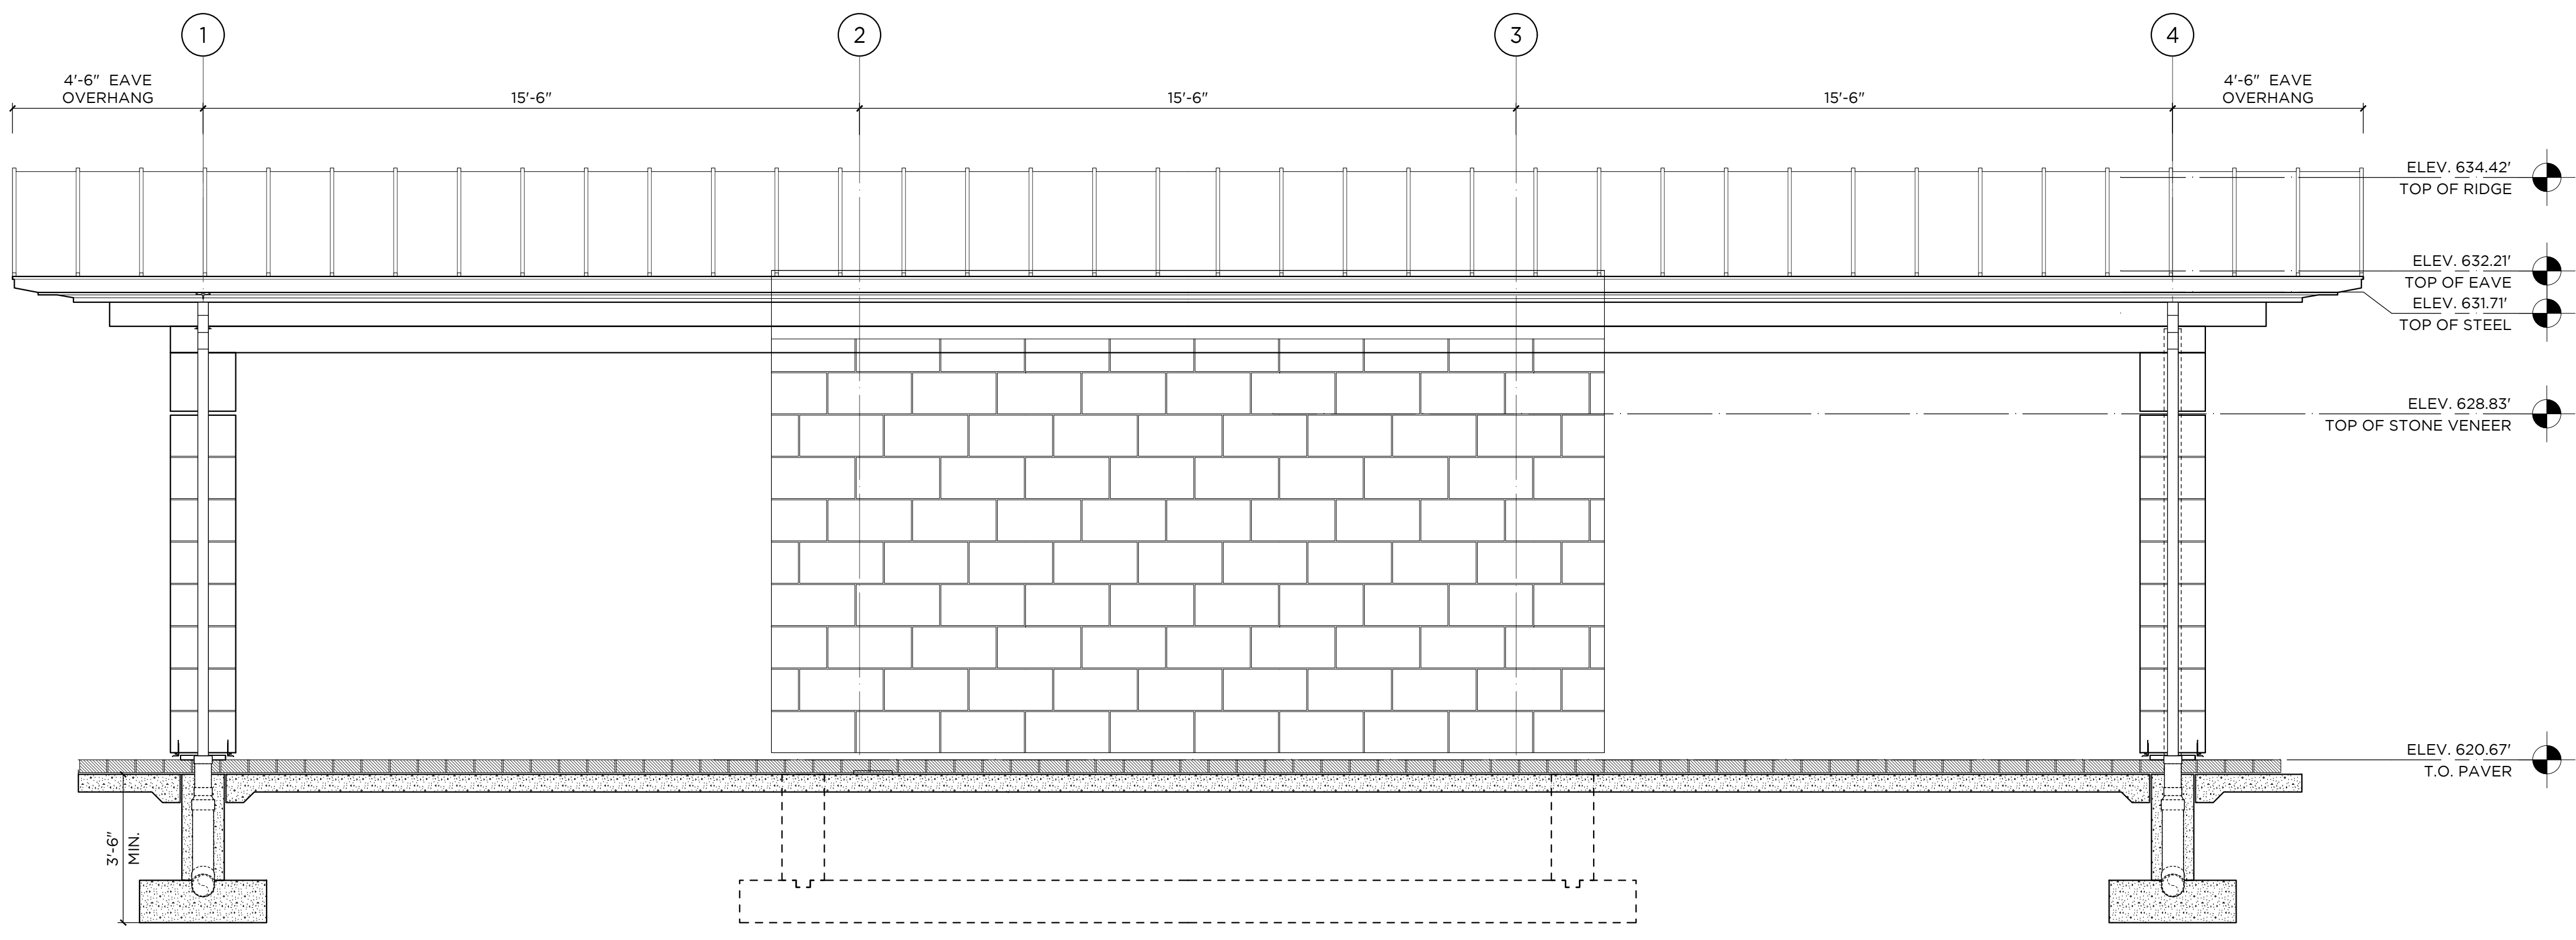 1
2
3
4
4'-6" EAVE
OVERHANG
15'-6"
15'-6"
15'-6"
4'-6" EAVE
OVERHANG
ELEV. 634.42'
TOP OF RIDGE
ELEV. 632.21'
TOP OF EAVE
ELEV. 631.71'
TOP OF STEEL
ELEV. 628.83'
TOP OF STONE VENEER
ELEV. 620.67'
T.O. PAVER
3'-6"
MIN.